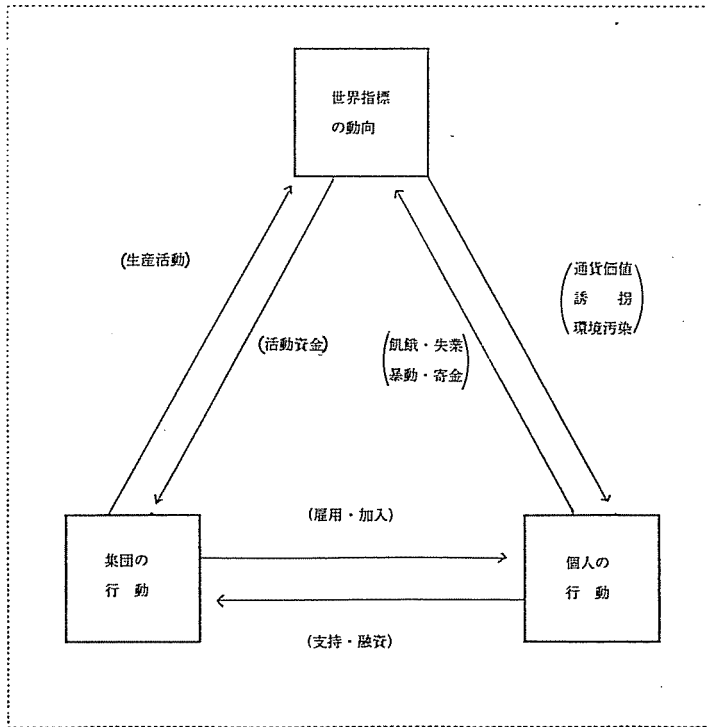 世界指標
の動向
(生産活動)
(活動資金)
(飢餓・失業
暴動・寄金)
(通貨価値
誘　拐
環境汚染)
(雇用・加入)
集団の
行　動
個人の
行　動
(支持・融資)